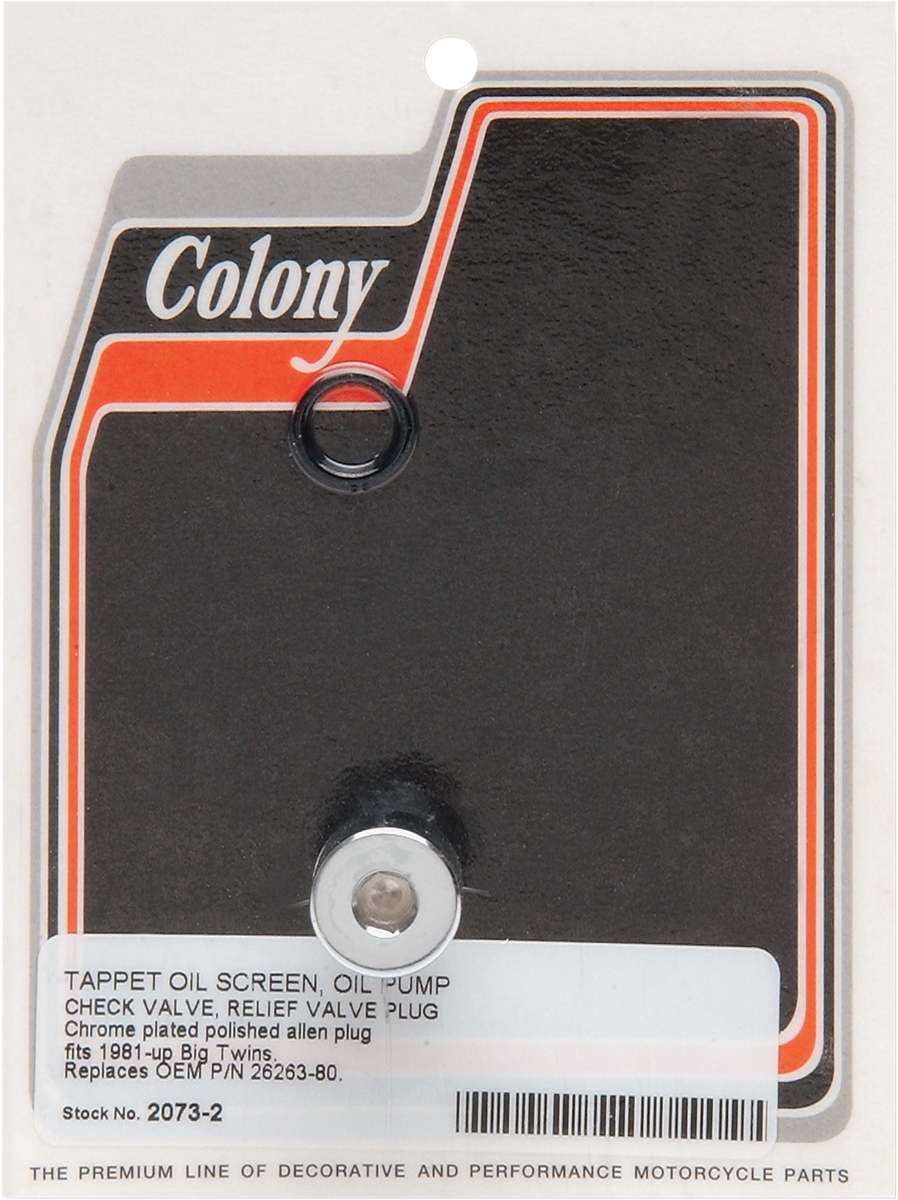 Colony
TAPPET OIL SCREEN, OIL PUMP
CHECK VALVE, RELIEF VALVE PLUG
Chrome plated polished allen plug
fits 1981-up Big Twins.
Replaces OEM P/N 26263-80.
Stock No. 2073-2
THE PREMIUM LINE OF DECORATIVE AND PERFORMANCE MOTORCYCLE PARTS